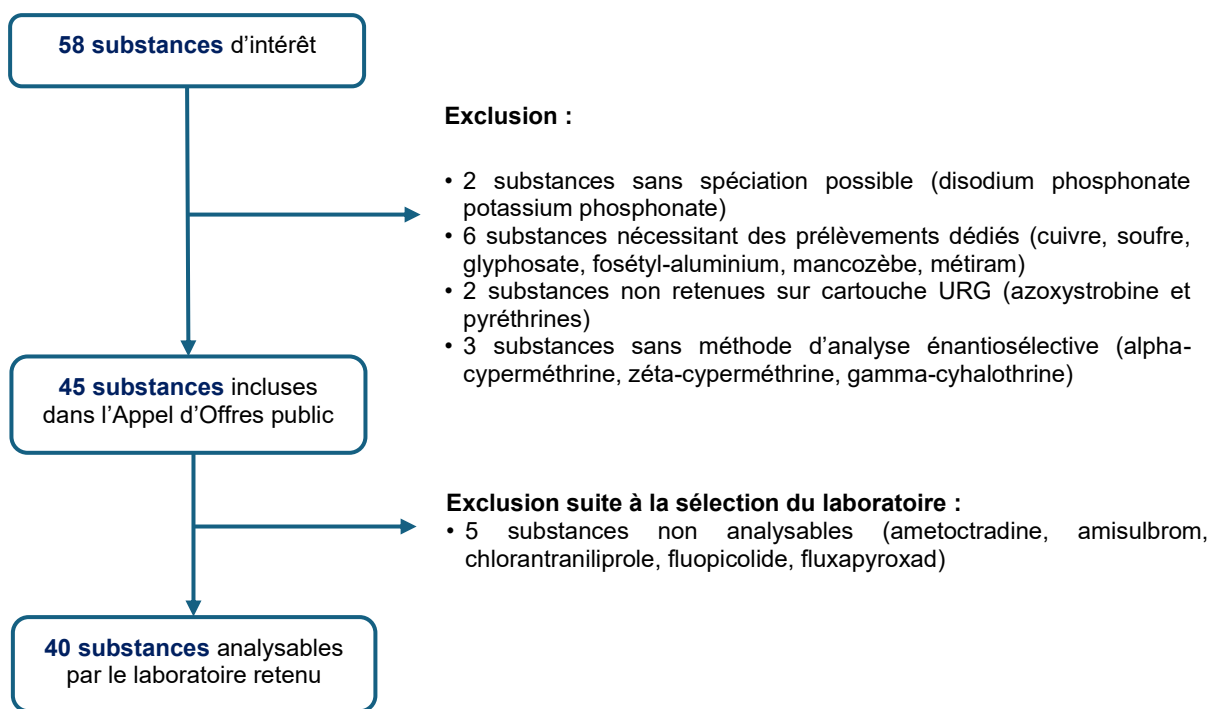 58 substances d'intérêt
Exclusion :
• 2 substances sans spéciation possible (disodium phosphonate
potassium phosphonate)
• 6 substances nécessitant des prélèvements dédiés (cuivre, soufre,
glyphosate, fosétyl-aluminium, mancozèbe, métiram)
• 2 substances non retenues sur cartouche URG (azoxystrobine et
pyréthrines)
• 3 substances sans méthode d'analyse énantiosélective (alpha-
cyperméthrine, zéta-cyperméthrine, gamma-cyhalothrine)
45 substances incluses
dans l'Appel d'Offres public
Exclusion suite à la sélection du laboratoire :
• 5 substances non analysables (ametoctradine, amisulbrom,
chlorantraniliprole, fluopicolide, fluxapyroxad)
40 substances analysables
par le laboratoire retenu